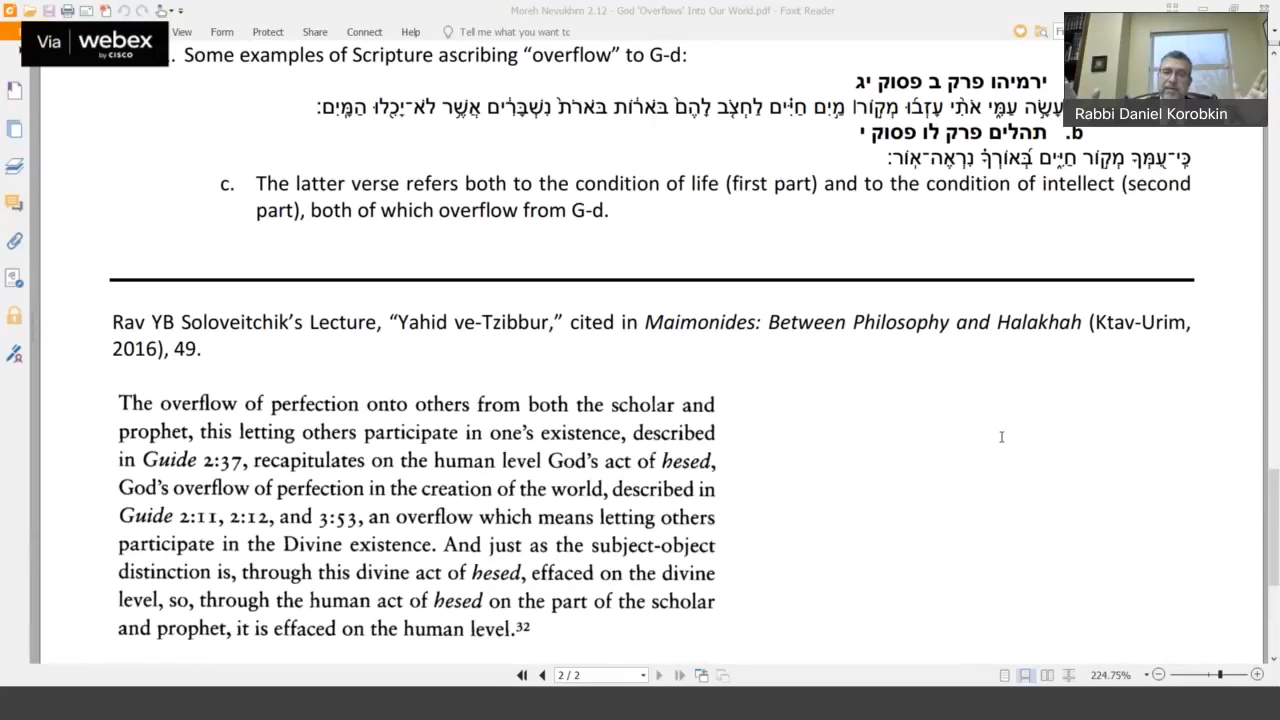 Moreh Nevukhim 2.12 - God 'Overflows' Into Our World.pdf - Foxit Reader
Via webex
by CISCO
View Form Protect Share Connect Help Tell me what you want to
Rabbi Daniel Korobkin
. Some examples of Scripture ascribing “overflow” to G-d:
ירמיהו פרק ב פסוק יג
עָשָׂ֣ה עַמִּ֑י אֹתִ֨י עָזְב֜וּ מְק֣וֹר׀ מַ֣יִם חַיִּ֗ים לַחְצֹ֤ב לָהֶם֙ בֹּאר֔וֹת בֹּארֹת֙ נִשְׁבָּרִ֔ים אֲשֶׁ֥ר לֹא־יָכִ֖לוּ הַמָּֽיִם:
b. תהלים פרק לו פסוק י
כִּֽי־עִ֭מְּךָ מְק֣וֹר חַיִּ֑ים בְּ֝אוֹרְךָ֗ נִרְאֶה־אֽוֹר:
c. The latter verse refers both to the condition of life (first part) and to the condition of intellect (second
part), both of which overflow from G-d.
Rav YB Soloveitchik’s Lecture, “Yahid ve-Tzibbur,” cited in Maimonides: Between Philosophy and Halakhah (Ktav-Urim,
2016), 49.
The overflow of perfection onto others from both the scholar and
prophet, this letting others participate in one’s existence, described
in Guide 2:37, recapitulates on the human level God’s act of hesed,
God’s overflow of perfection in the creation of the world, described in
Guide 2:11, 2:12, and 3:53, an overflow which means letting others
participate in the Divine existence. And just as the subject-object
distinction is, through this divine act of hesed, effaced on the divine
level, so, through the human act of hesed on the part of the scholar
and prophet, it is effaced on the human level.³²
2 / 2
224.75%